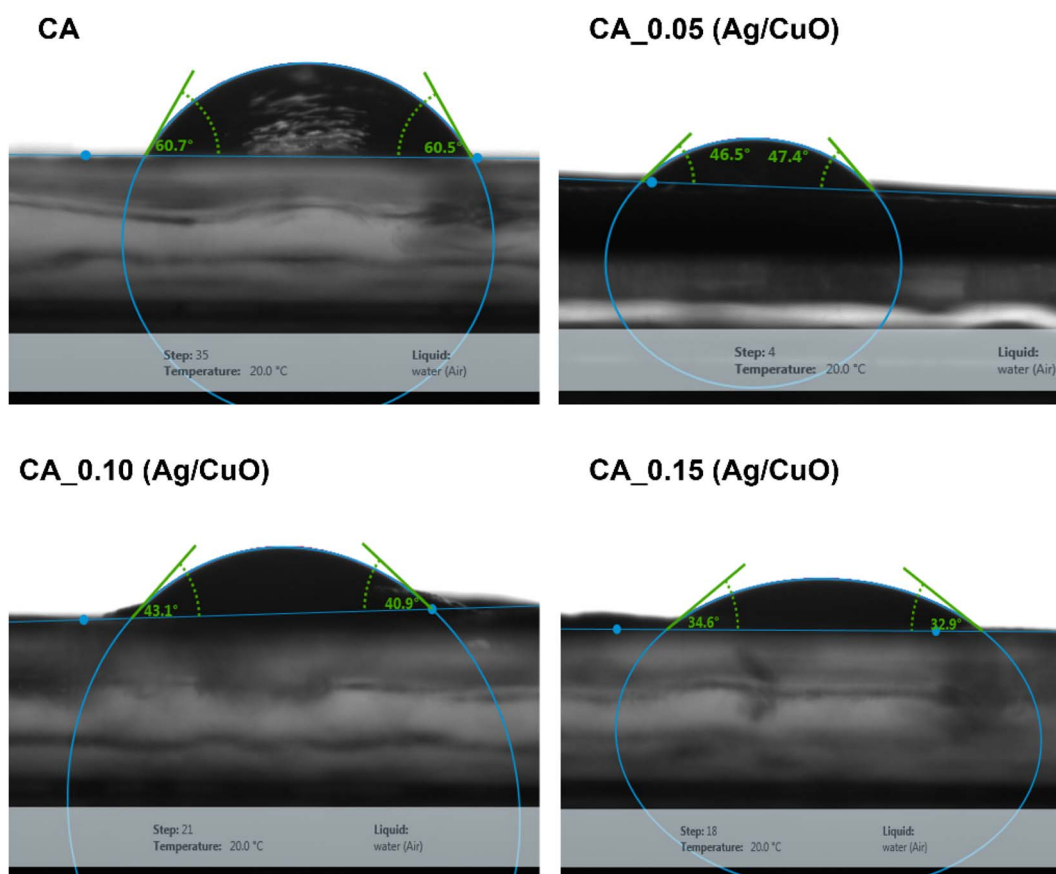 CA
60.7°
60.5°
Step: 35
Temperature: 20.0 °C
Liquid:
water (Air)
CA_0.05 (Ag/CuO)
46.5°
47.4°
Step: 4
Temperature: 20.0 °C
Liquid:
water (Air)
CA_0.10 (Ag/CuO)
43.1°
40.9°
Step: 21
Temperature: 20.0 °C
Liquid:
water (Air)
CA_0.15 (Ag/CuO)
34.6°
32.9°
Step: 18
Temperature: 20.0 °C
Liquid:
water (Air)